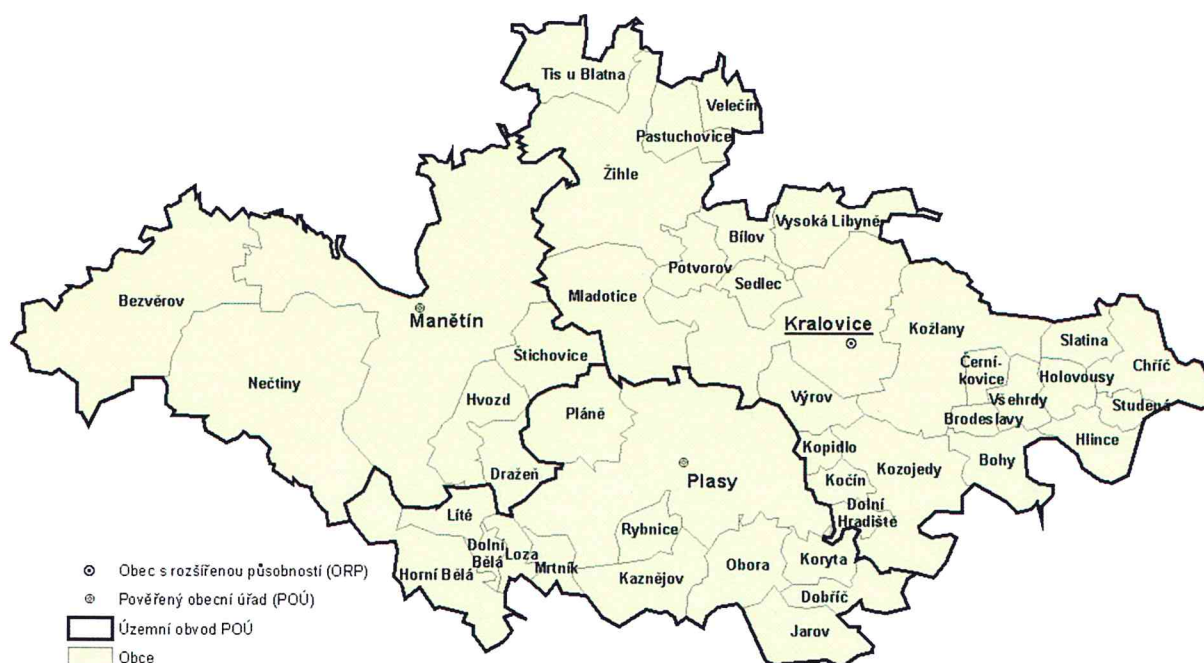 Tis u Blatna
Velečín
Pastuchovice
Žihle
Vysoká Libyně
Bílov
Potvorov
Sedlec
Bezvěrov
Mladotice
Manětín
Kralovice
Kožlany
Slatina
Štichovice
Černí-
kovice
Chříč
Nečtiny
Holovousy
Hvozd
Výrov
Všehrdy
Studená
Pláně
Brodeslavy
Hlince
Kopidlo
Bohy
Kozojedy
Dražeň
Kočín
Plasy
Dolní
Hradiště
Líté
Rybnice
Dolní
Bělá
Loza
Koryta
Horní Bělá
Mrtník
Kaznějov
Obora
Dobříč
Jarov
Obec s rozšířenou působností (ORP)
Pověřený obecní úřad (POÚ)
Územní obvod POÚ
Obce